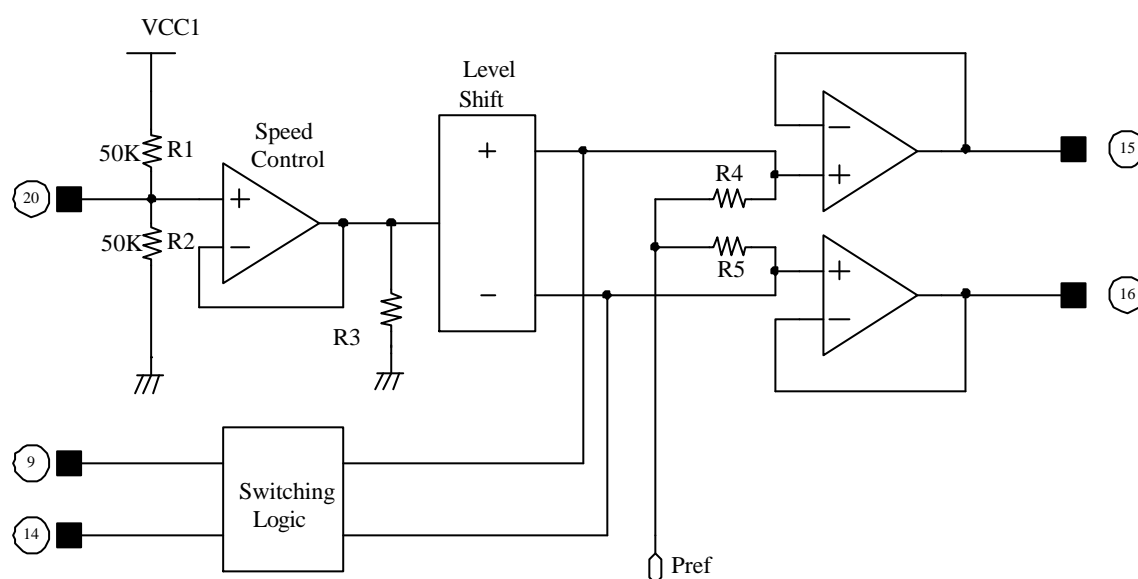 VCC1
Level
Shift
Speed
Control
50K
R1
+
R4
−
+
15
20
+
−
50K
R2
R5
+
−
−
16
R3
9
14
Switching
Logic
Pref